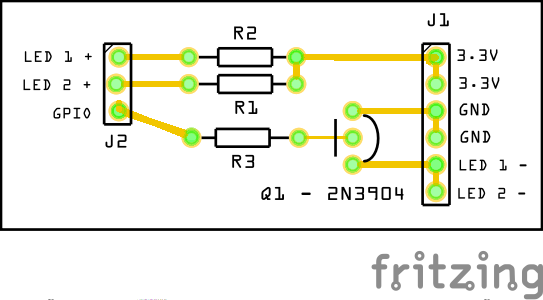 J1
R2
LED 1 +
3.3V
LED 2 +
3.3V
R1
GPIO
GND
J2
GND
R3
LED 1 -
Q1 - 2N3904
LED 2 -
fritzing